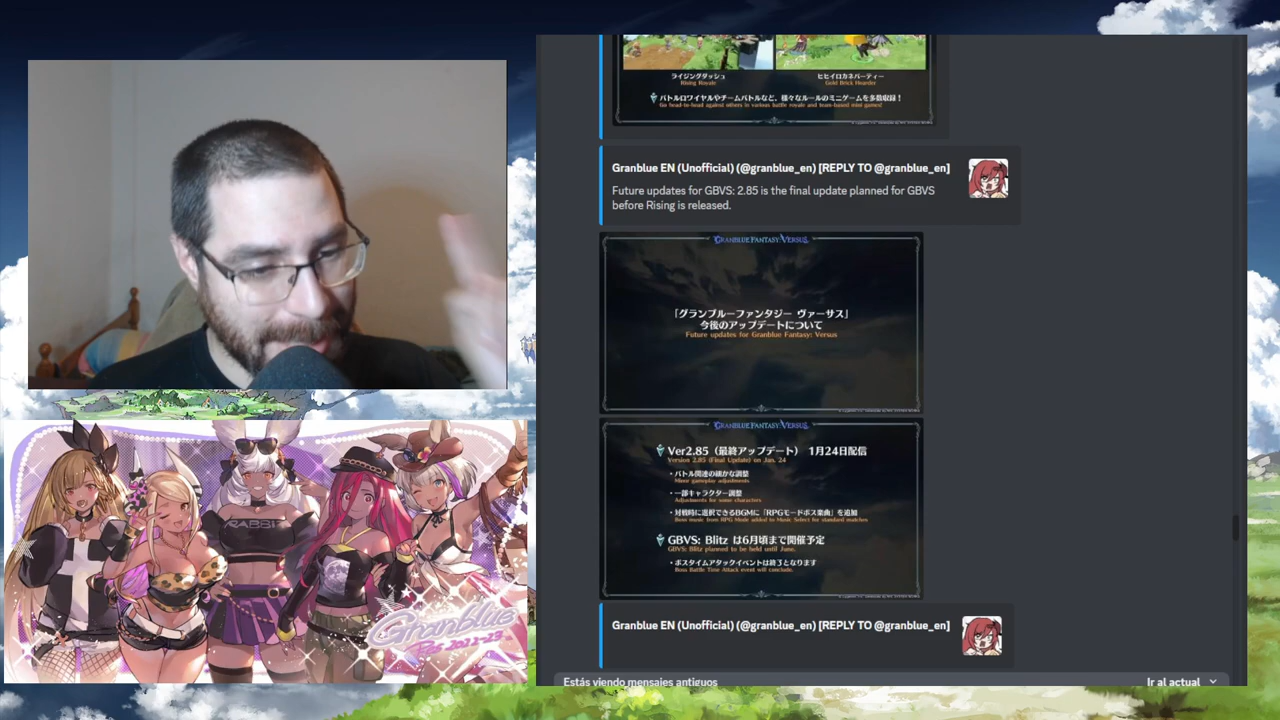 ライジングダッシュ
Rising Royale
ヒヒイロカネパーティー
Gold Brick Hoarder
バトルロワイヤルやチームバトルなど、様々なルールのミニゲームを多数収録！
Go head-to-head against others in various battle royale and team-based mini games!
Granblue EN (Unofficial) (@granblue_en) [REPLY TO @granblue_en]
Future updates for GBVS: 2.85 is the final update planned for GBVS
before Rising is released.
GRANBLUE FANTASY: VERSUS
「グランブルーファンタジー ヴァーサス」
今後のアップデートについて
Future updates for Granblue Fantasy: Versus
GRANBLUE FANTASY: VERSUS
Ver2.85（最終アップデート） 1月24日配信
Version 2.85 (Final Update) on Jan. 24
・バトル関連の細かな調整
Minor gameplay adjustments
・一部キャラクター調整
Adjustments for some characters
・対戦時に選択できるBGMに「RPGモードボス楽曲」を追加
Boss music from RPG Mode added to Music Select for standard matches
GBVS: Blitz は6月頃まで開催予定
GBVS: Blitz planned to be held until June.
・ボスタイムアタックイベントは終了となります
Boss Battle Time Attack event will conclude.
Granblue EN (Unofficial) (@granblue_en) [REPLY TO @granblue_en]
Estás viendo mensajes antiguos
Ir al actual
RABBIT
Granblue
Fes 2022-23